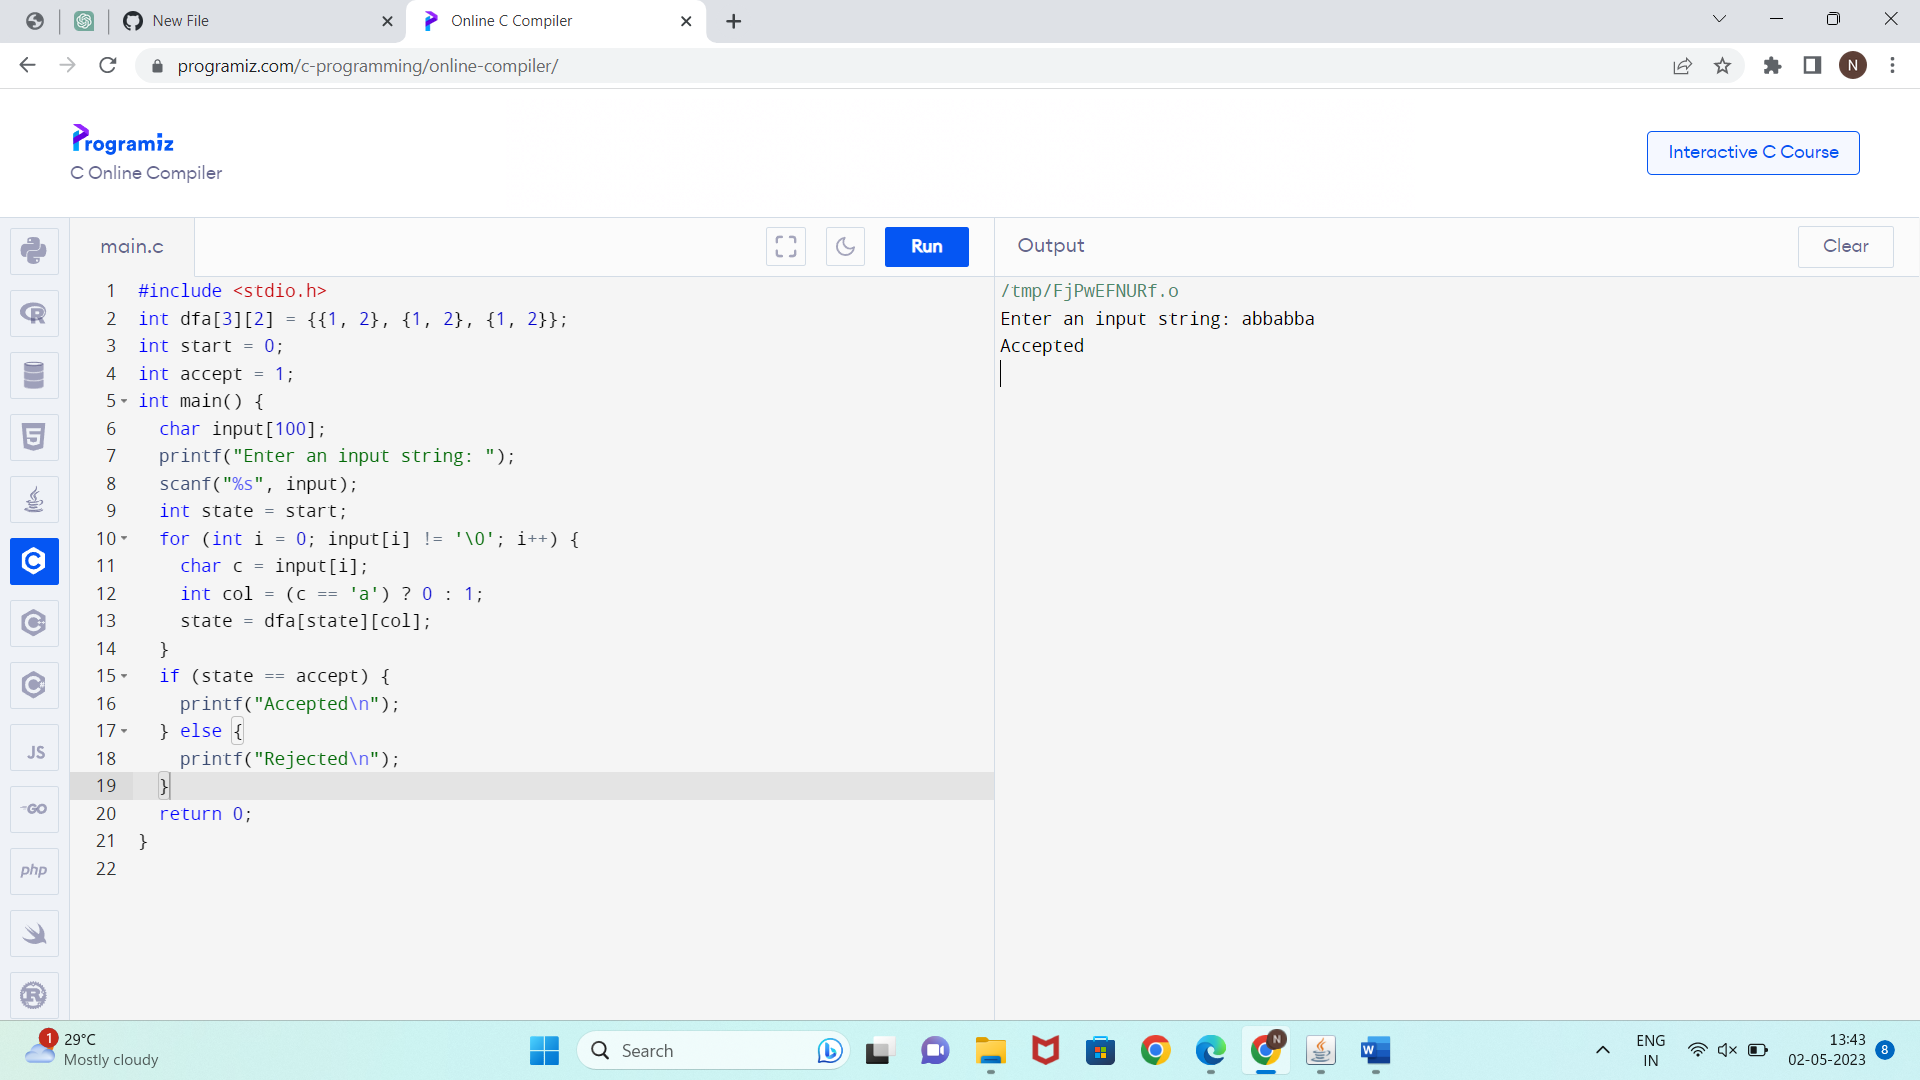 New File
Online C Compiler
programiz.com/c-programming/online-compiler/
N
Programiz
C Online Compiler
Interactive C Course
main.c
Run
Output
Clear
1 #include <stdio.h>
2 int dfa[3][2] = {{1, 2}, {1, 2}, {1, 2}};
3 int start = 0;
4 int accept = 1;
5 int main() {
6   char input[100];
7   printf("Enter an input string: ");
8   scanf("%s", input);
9   int state = start;
10   for (int i = 0; input[i] != '\0'; i++) {
11     char c = input[i];
12     int col = (c == 'a') ? 0 : 1;
13     state = dfa[state][col];
14   }
15   if (state == accept) {
16     printf("Accepted\n");
17   } else {
18     printf("Rejected\n");
19   }
20   return 0;
21 }
22
/tmp/FjPwEFNURf.o
Enter an input string: abbabba
Accepted
JS
GO
php
1
29°C
Mostly cloudy
Search
N
W
ENG
IN
13:43
02-05-2023
8